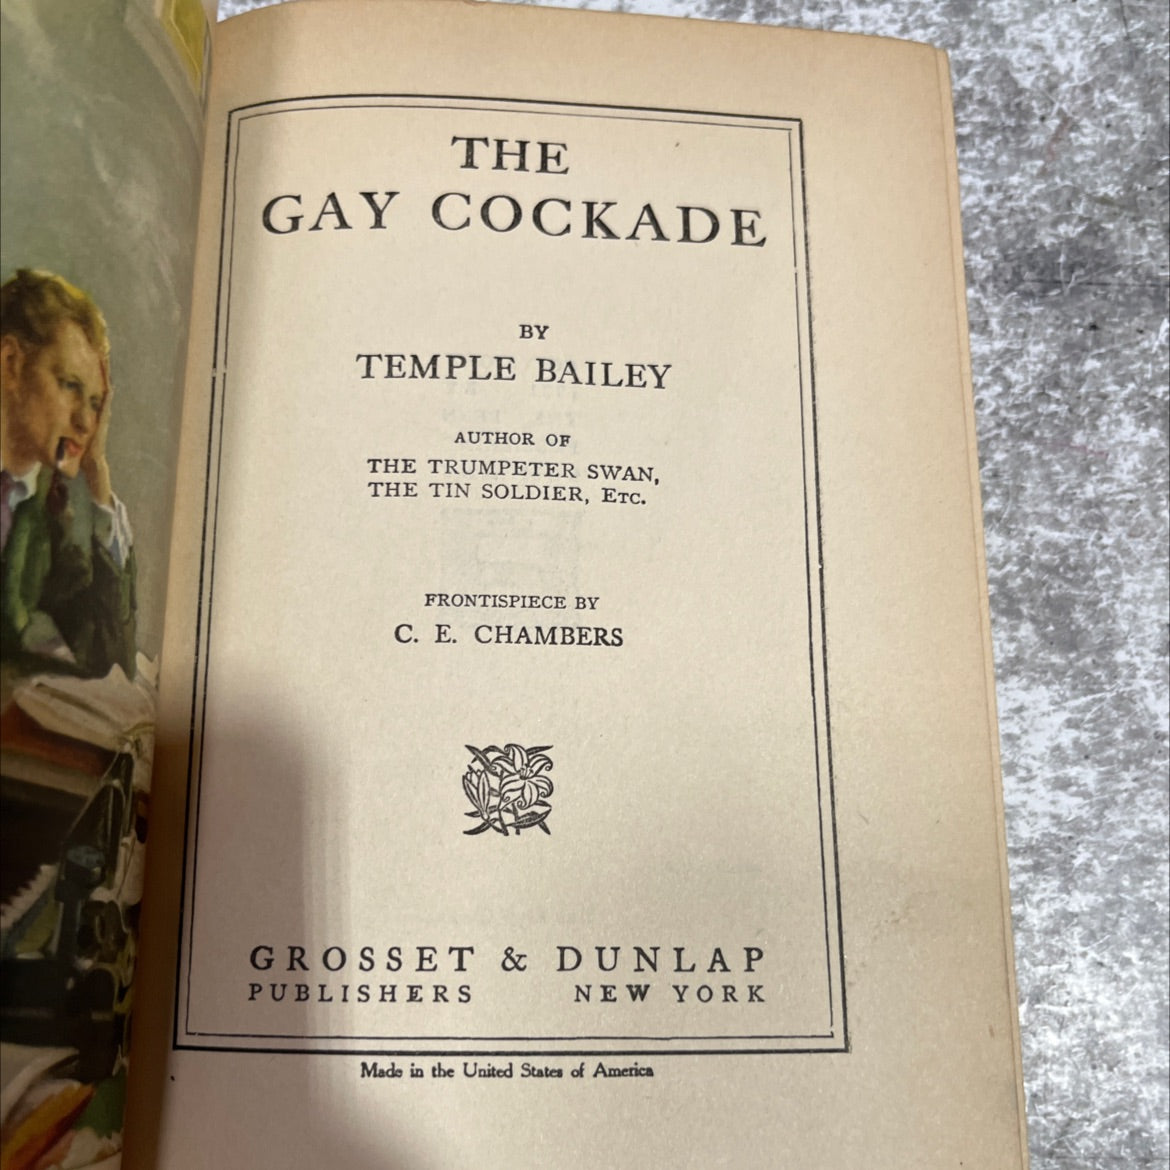 THE
GAY COCKADE
BY
TEMPLE BAILEY
AUTHOR OF
THE TRUMPETER SWAN,
THE TIN SOLDIER, ETC.
FRONTISPIECE BY
C. E. CHAMBERS
GROSSET & DUNLAP
PUBLISHERS NEW YORK
Made in the United States of America